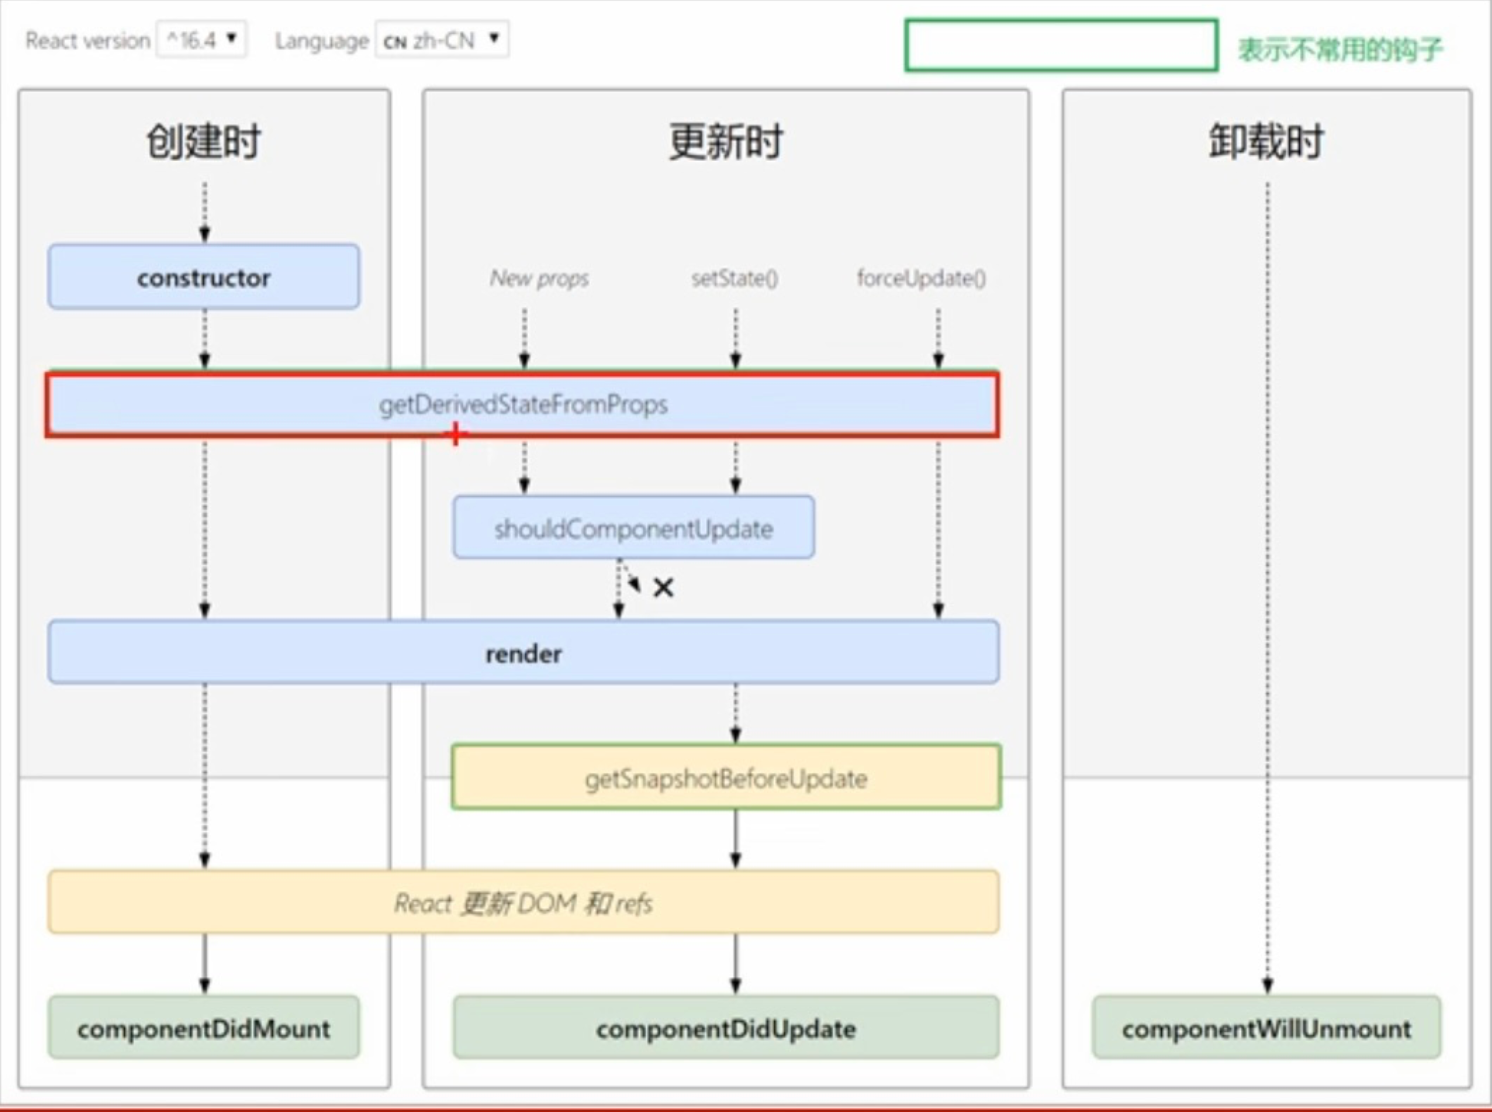 React version ^16.4 ▼ Language CN zh-CN ▼
表示不常用的钩子
创建时
更新时
卸载时
constructor
New props
setState()
forceUpdate()
getDerivedStateFromProps
shouldComponentUpdate
render
getSnapshotBeforeUpdate
React 更新 DOM 和 refs
componentDidMount
componentDidUpdate
componentWillUnmount